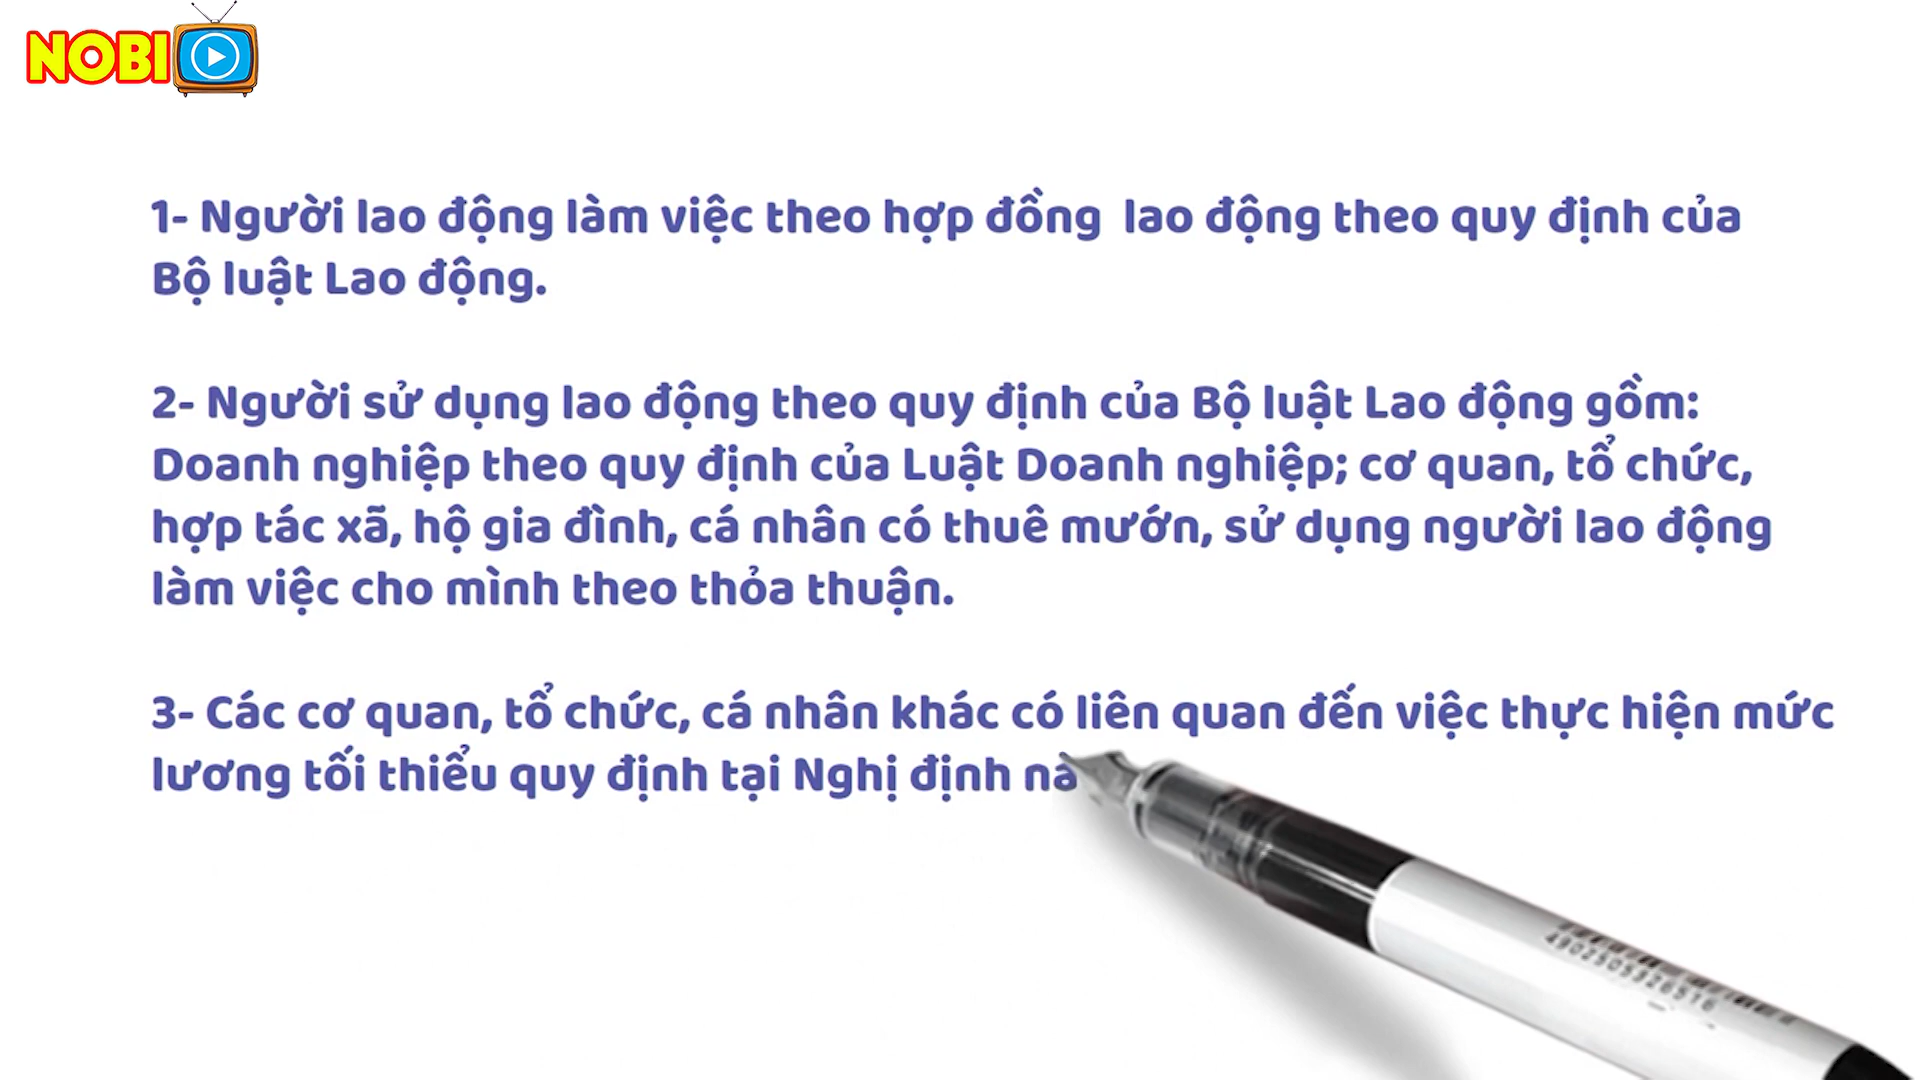 NOBI
1- Người lao động làm việc theo hợp đồng lao động theo quy định của
Bộ luật Lao động.
2- Người sử dụng lao động theo quy định của Bộ luật Lao động gồm:
Doanh nghiệp theo quy định của Luật Doanh nghiệp; cơ quan, tổ chức,
hợp tác xã, hộ gia đình, cá nhân có thuê mướn, sử dụng người lao động
làm việc cho mình theo thỏa thuận.
3- Các cơ quan, tổ chức, cá nhân khác có liên quan đến việc thực hiện mức
lương tối thiểu quy định tại Nghị định nà
4902505326516